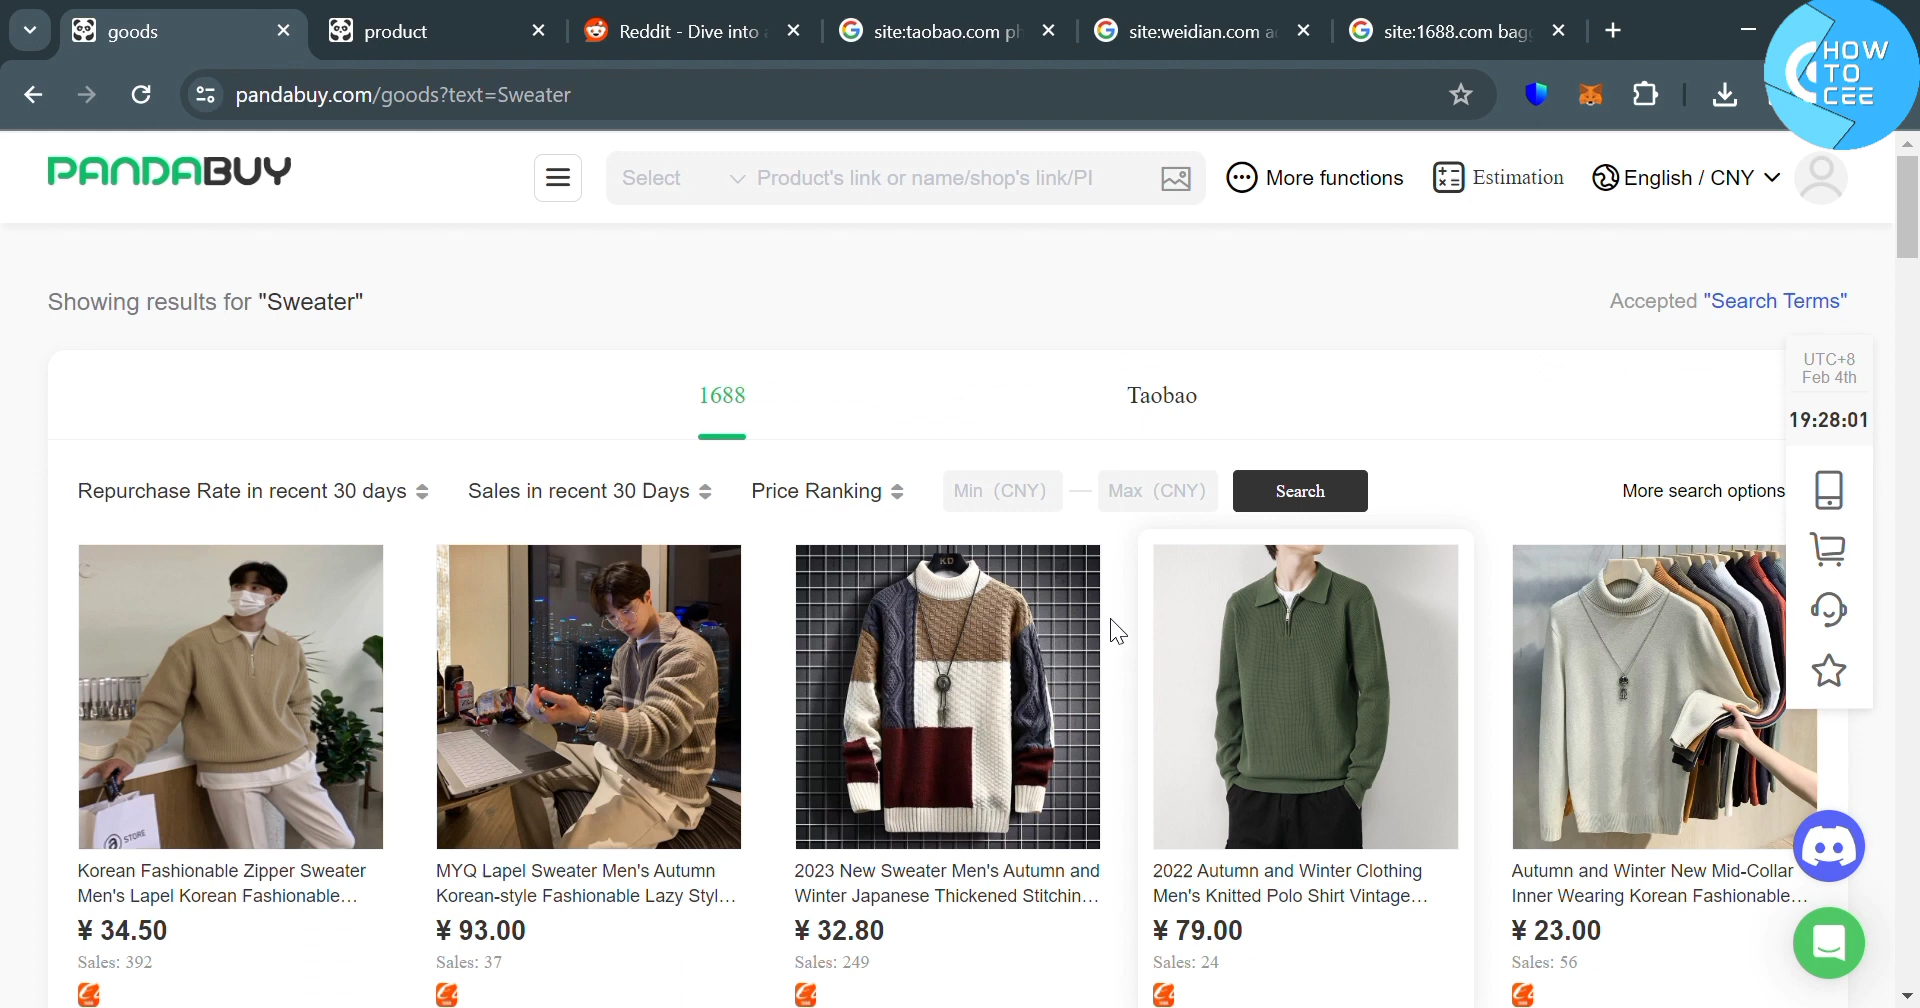 goods
product
Reddit - Dive into
site:taobao.com ph
site:weidian.com a
site:1688.com bag
HOW
TO
CEE
pandabuy.com/goods?text=Sweater
PANDABUY
Select
Product's link or name/shop's link/PI
More functions
Estimation
English / CNY
Showing results for "Sweater"
Accepted "Search Terms"
UTC+8
Feb 4th
19:28:01
1688
Taobao
Repurchase Rate in recent 30 days
Sales in recent 30 Days
Price Ranking
Min (CNY)
Max (CNY)
Search
More search options
KD
STORE
Korean Fashionable Zipper Sweater
Men's Lapel Korean Fashionable...
¥ 34.50
Sales: 392
MYQ Lapel Sweater Men's Autumn
Korean-style Fashionable Lazy Styl...
¥ 93.00
Sales: 37
2023 New Sweater Men's Autumn and
Winter Japanese Thickened Stitchin...
¥ 32.80
Sales: 249
2022 Autumn and Winter Clothing
Men's Knitted Polo Shirt Vintage...
¥ 79.00
Sales: 24
Autumn and Winter New Mid-Collar
Inner Wearing Korean Fashionable...
¥ 23.00
Sales: 56